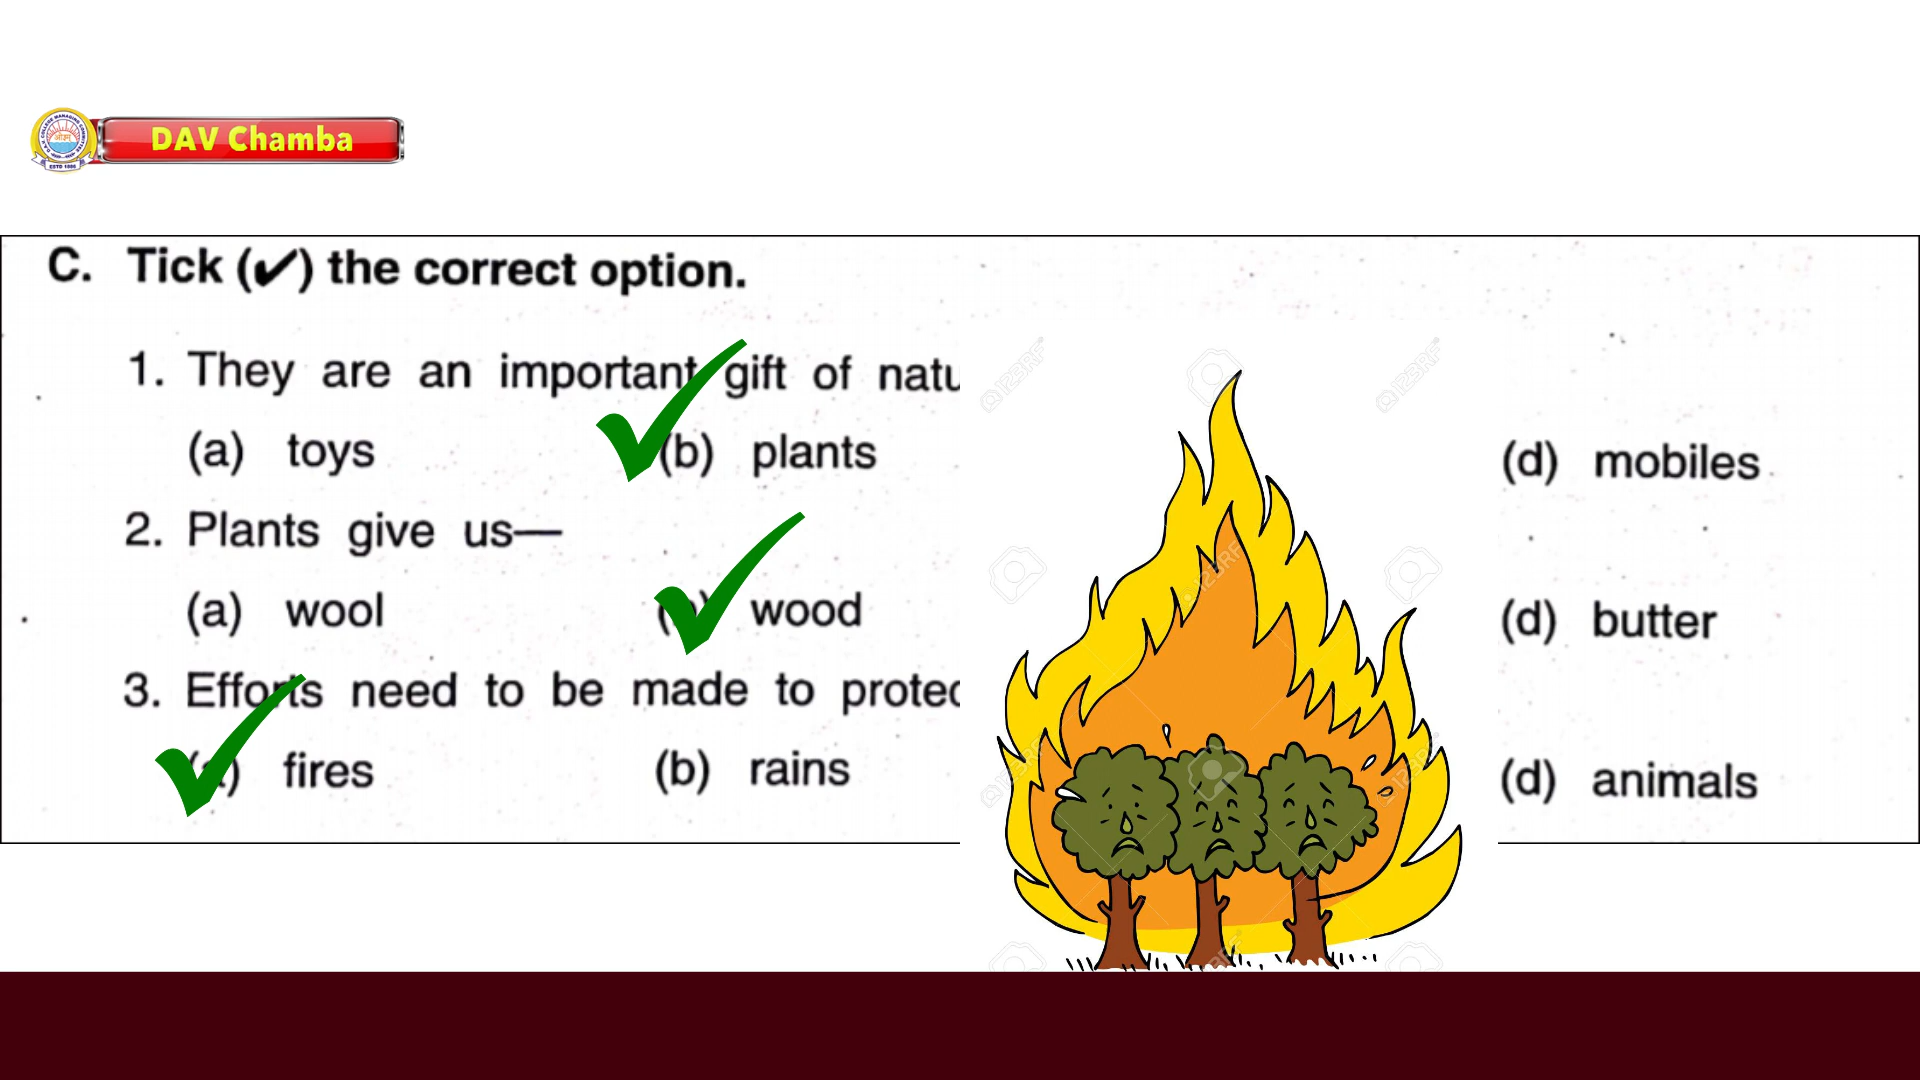 DAV Chamba
C. Tick (✔) the correct option.
1. They are an important gift of natu
(a) toys (b) plants (d) mobiles
2. Plants give us—
(a) wool wood (d) butter
3. Efforts need to be made to protec
(a) fires (b) rains (d) animals